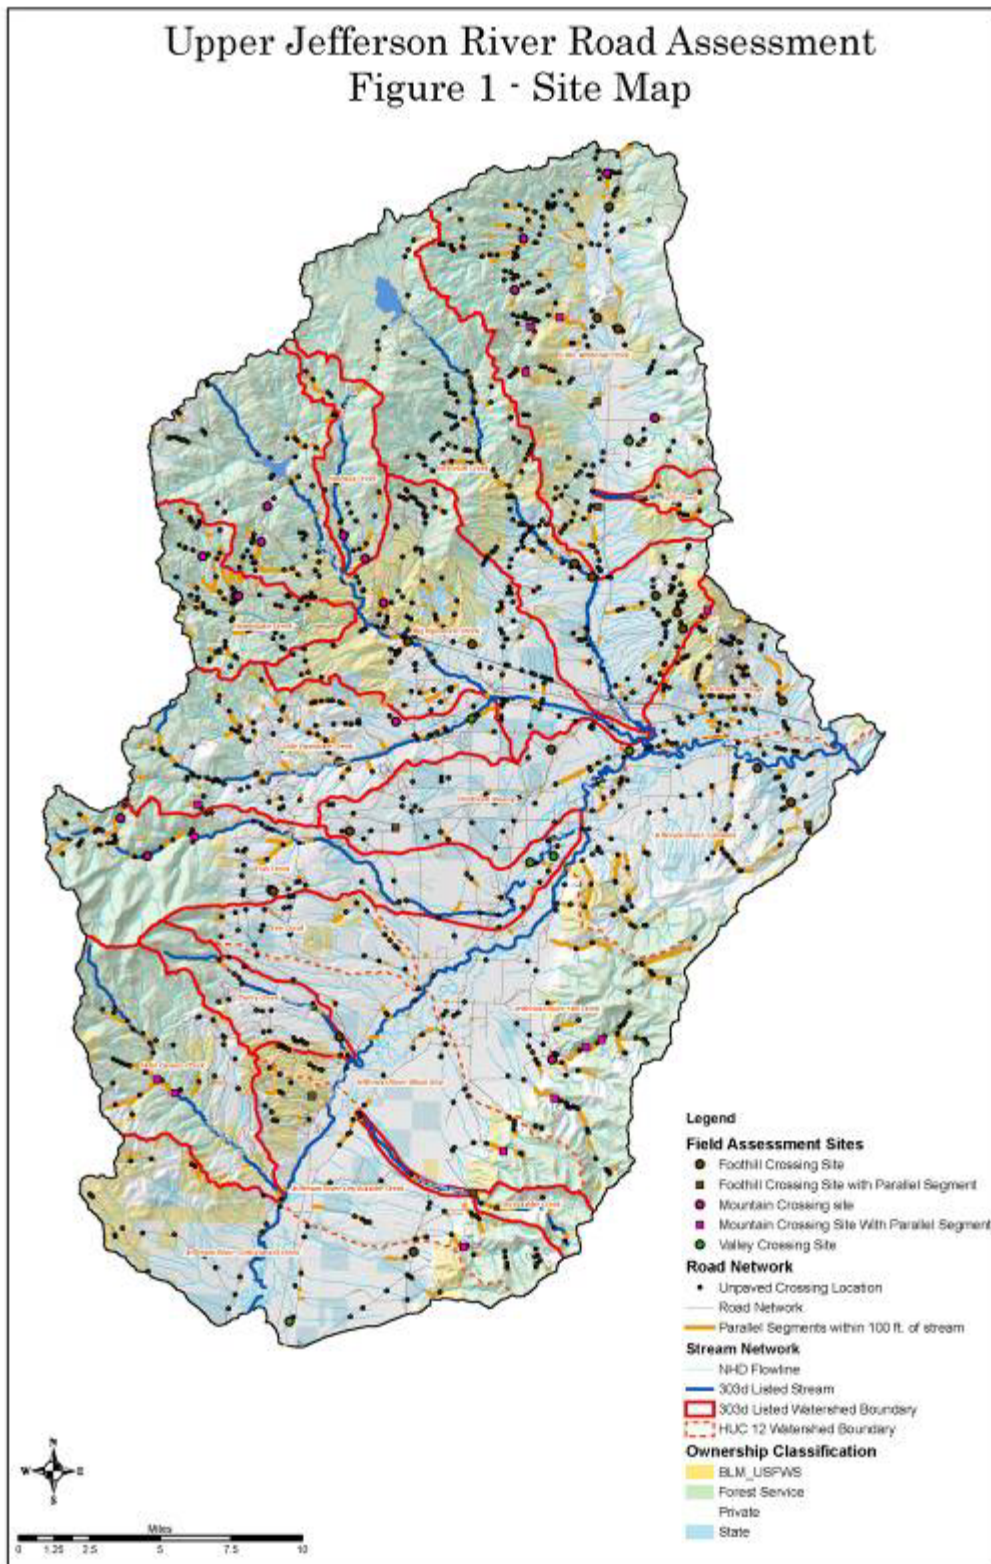 Upper Jefferson River Road Assessment
Figure 1 - Site Map
Fish Creek
Cherry Creek
Legend
Field Assessment Sites
Foothill Crossing Site
Foothill Crossing Site with Parallel Segment
Mountain Crossing site
Mountain Crossing Site With Parallel Segment
Valley Crossing Site
Road Network
Unpaved Crossing Location
Road Network
Parallel Segments within 100 ft. of stream
Stream Network
NHD Flowline
303d Listed Stream
303d Listed Watershed Boundary
HUC 12 Watershed Boundary
Ownership Classification
BLM_USFWS
Forest Service
Private
State
N
W E
S
Miles
0 1.25 2.5 5 7.5 10